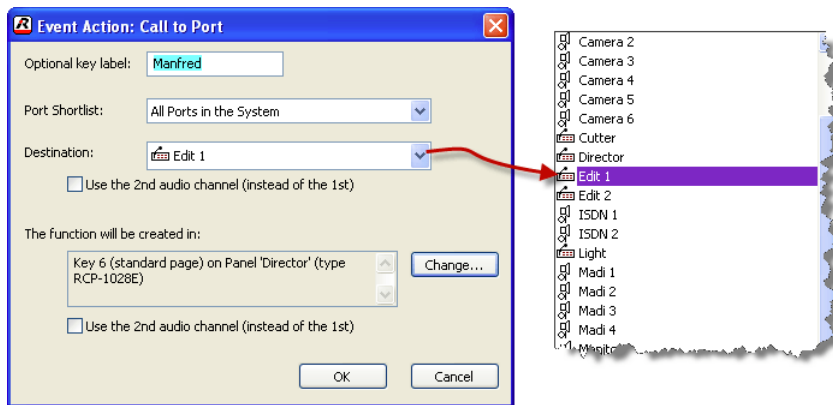 Event Action: Call to Port
Optional key label: Manfred
Port Shortlist: All Ports in the System
Destination: Edit 1
Use the 2nd audio channel (instead of the 1st)
The function will be created in:
Key 6 (standard page) on Panel 'Director' (type
RCP-1028E)
Change...
Use the 2nd audio channel (instead of the 1st)
OK Cancel
Camera 2
Camera 3
Camera 4
Camera 5
Camera 6
Cutter
Director
Edit 1
Edit 2
ISDN 1
ISDN 2
Light
Madi 1
Madi 2
Madi 3
Madi 4